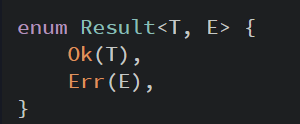 enum Result<T, E> {
    Ok(T),
    Err(E),
}